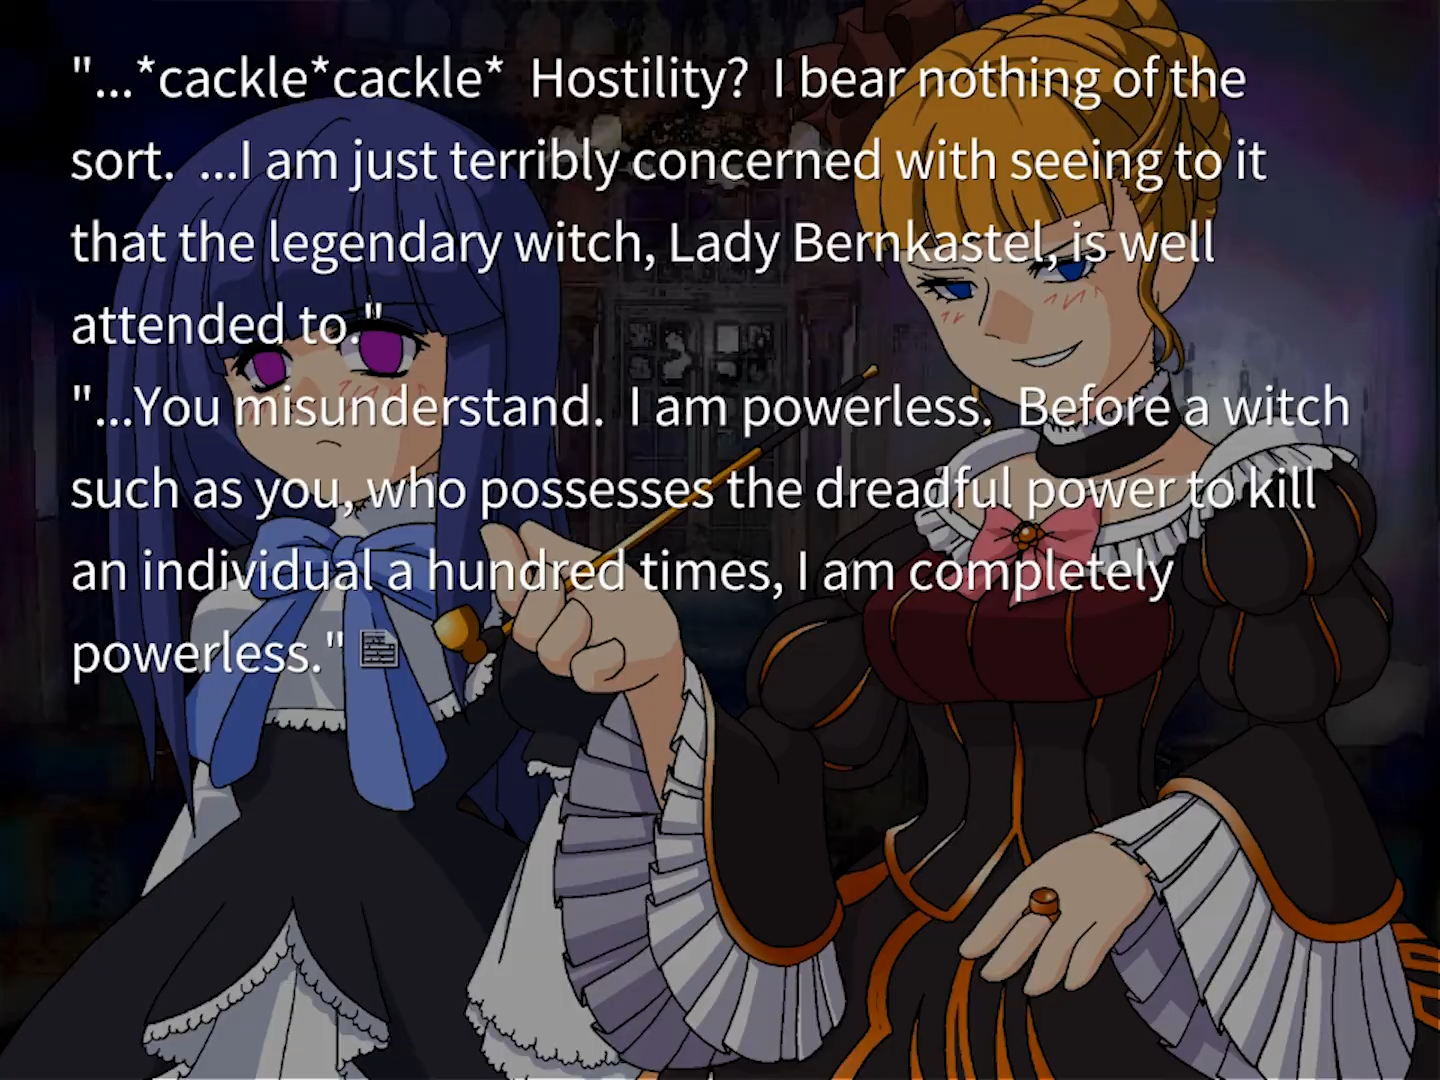 "...*cackle*cackle*  Hostility?  I bear nothing of the
sort.  ...I am just terribly concerned with seeing to it
that the legendary witch, Lady Bernkastel, is well
attended to."
"...You misunderstand.  I am powerless.  Before a witch
such as you, who possesses the dreadful power to kill
an individual a hundred times, I am completely
powerless."